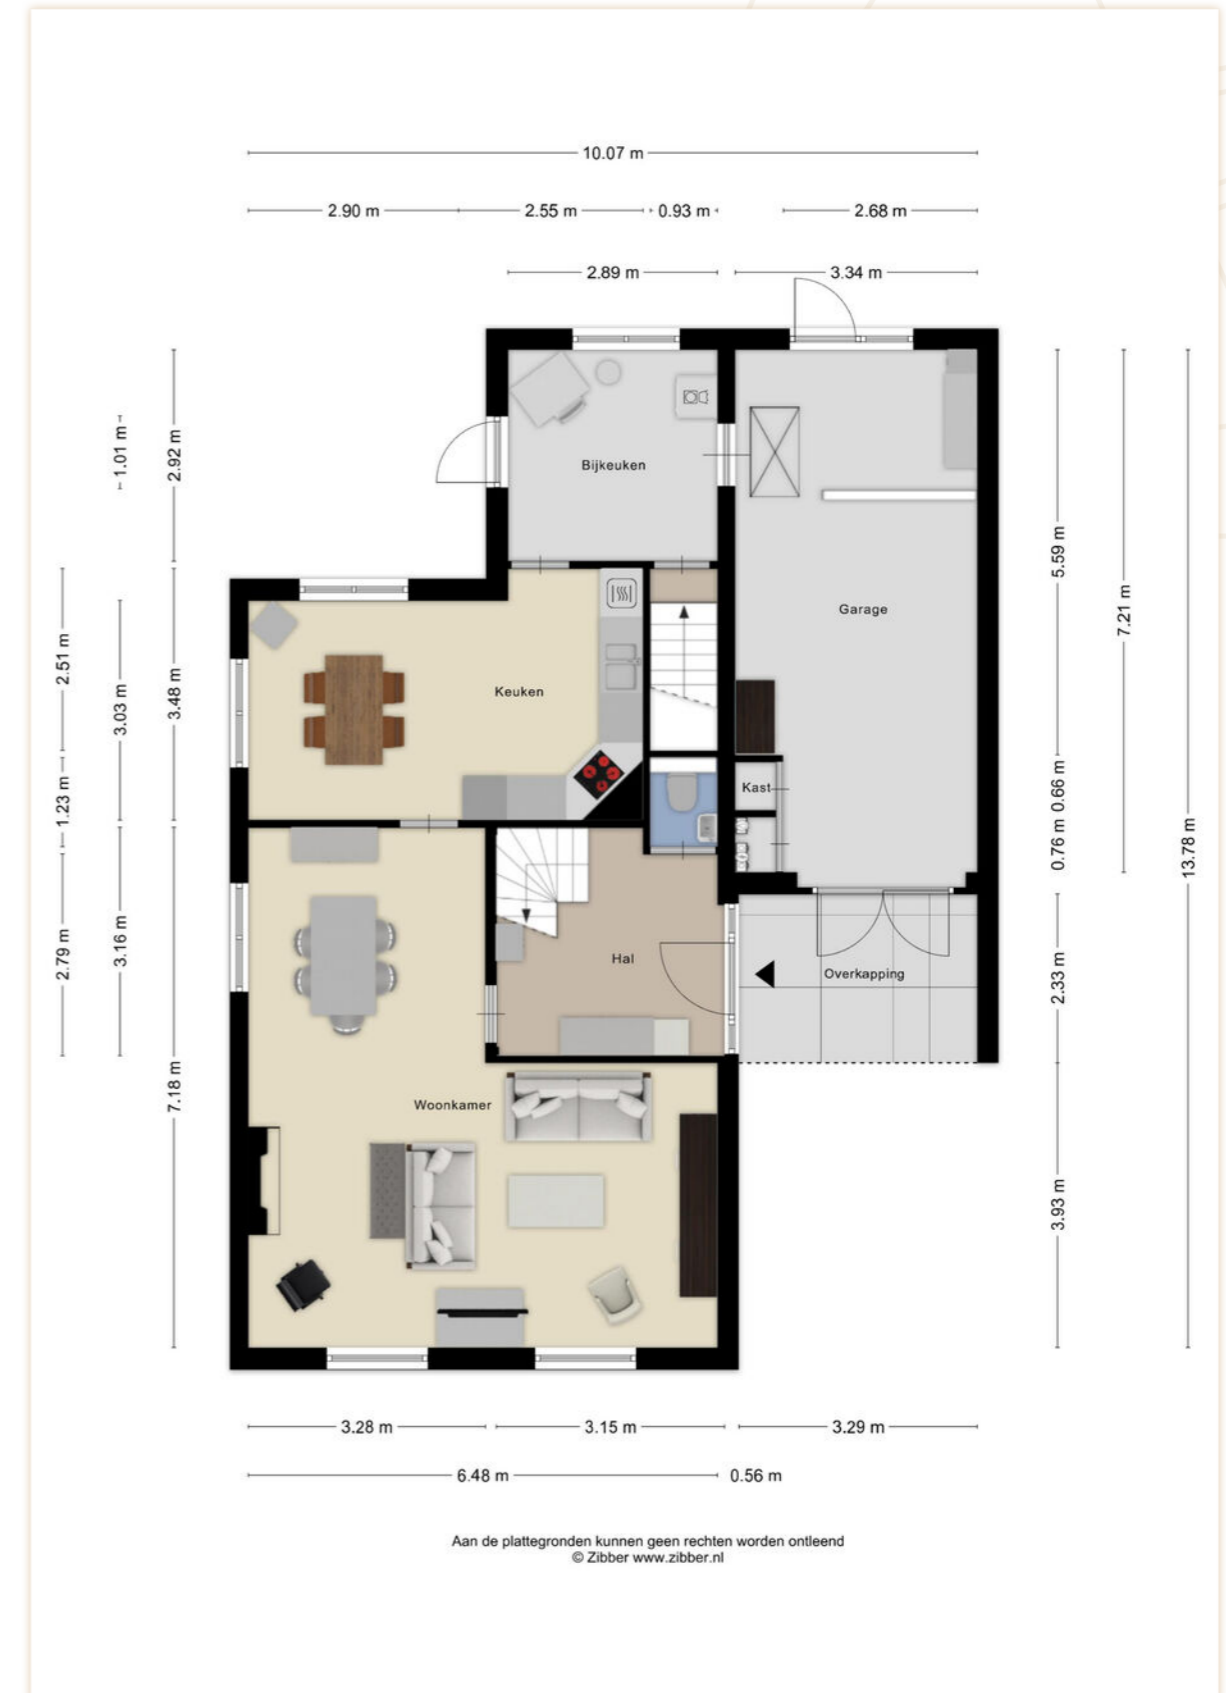 10.07 m
2.90 m
2.55 m
0.93 m
2.68 m
2.89 m
3.34 m
1.01 m
2.92 m
2.51 m
3.03 m
3.48 m
1.23 m
2.79 m
3.16 m
7.18 m
Bijkeuken
Garage
Keuken
Kast
Hal
Overkapping
Woonkamer
5.59 m
7.21 m
0.66 m
0.76 m
13.78 m
2.33 m
3.93 m
3.28 m
3.15 m
3.29 m
6.48 m
0.56 m
Aan de plattegronden kunnen geen rechten worden ontleend
© Zibber www.zibber.nl